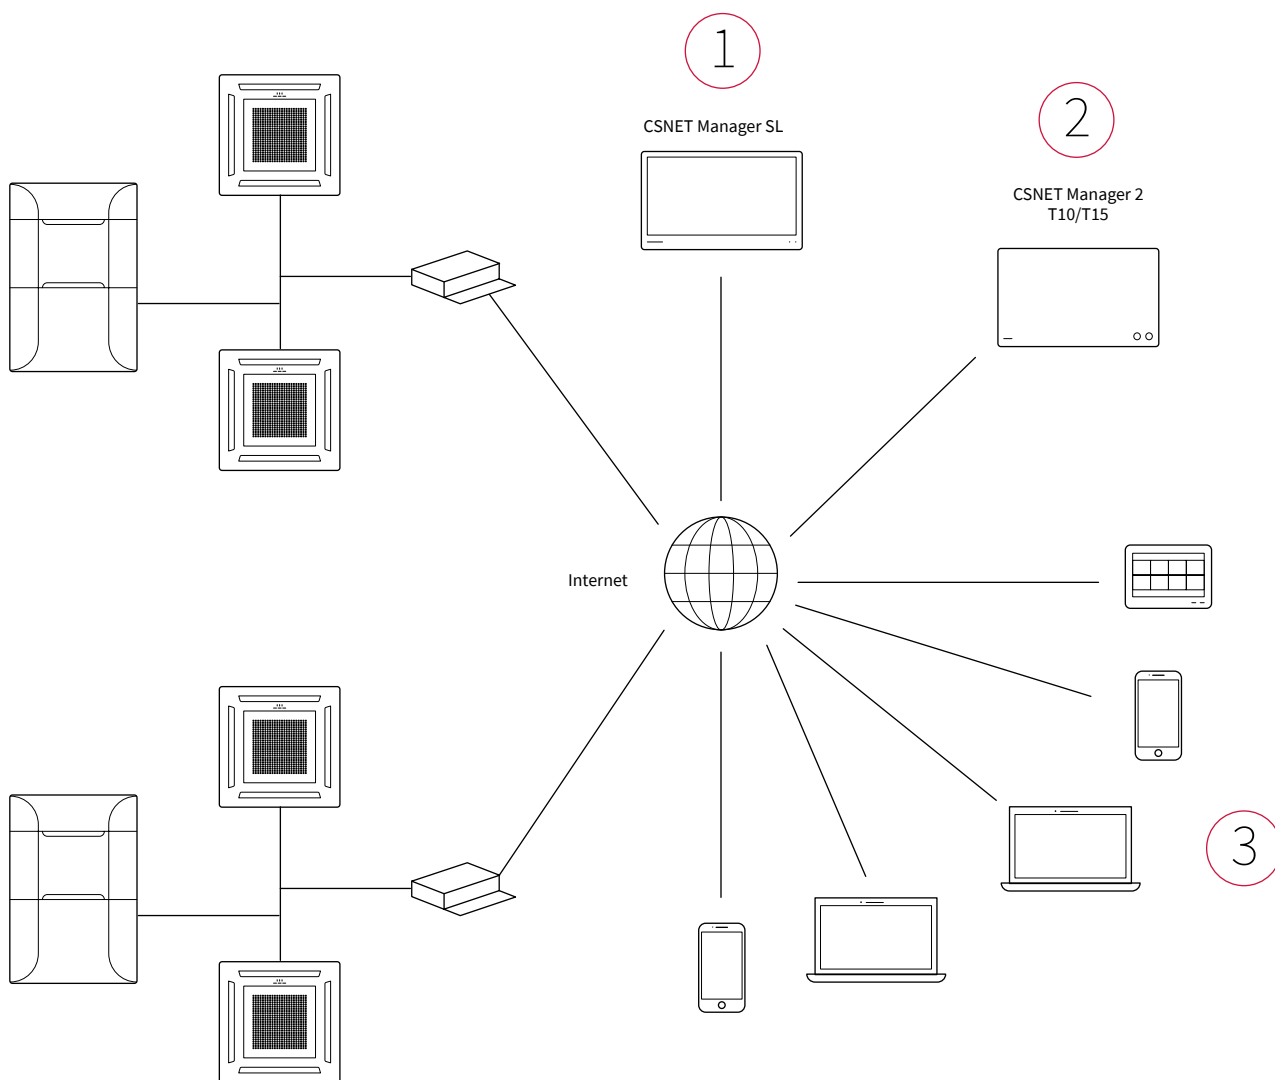 1
CSNET Manager SL
2
CSNET Manager 2
T10/T15
Internet
3